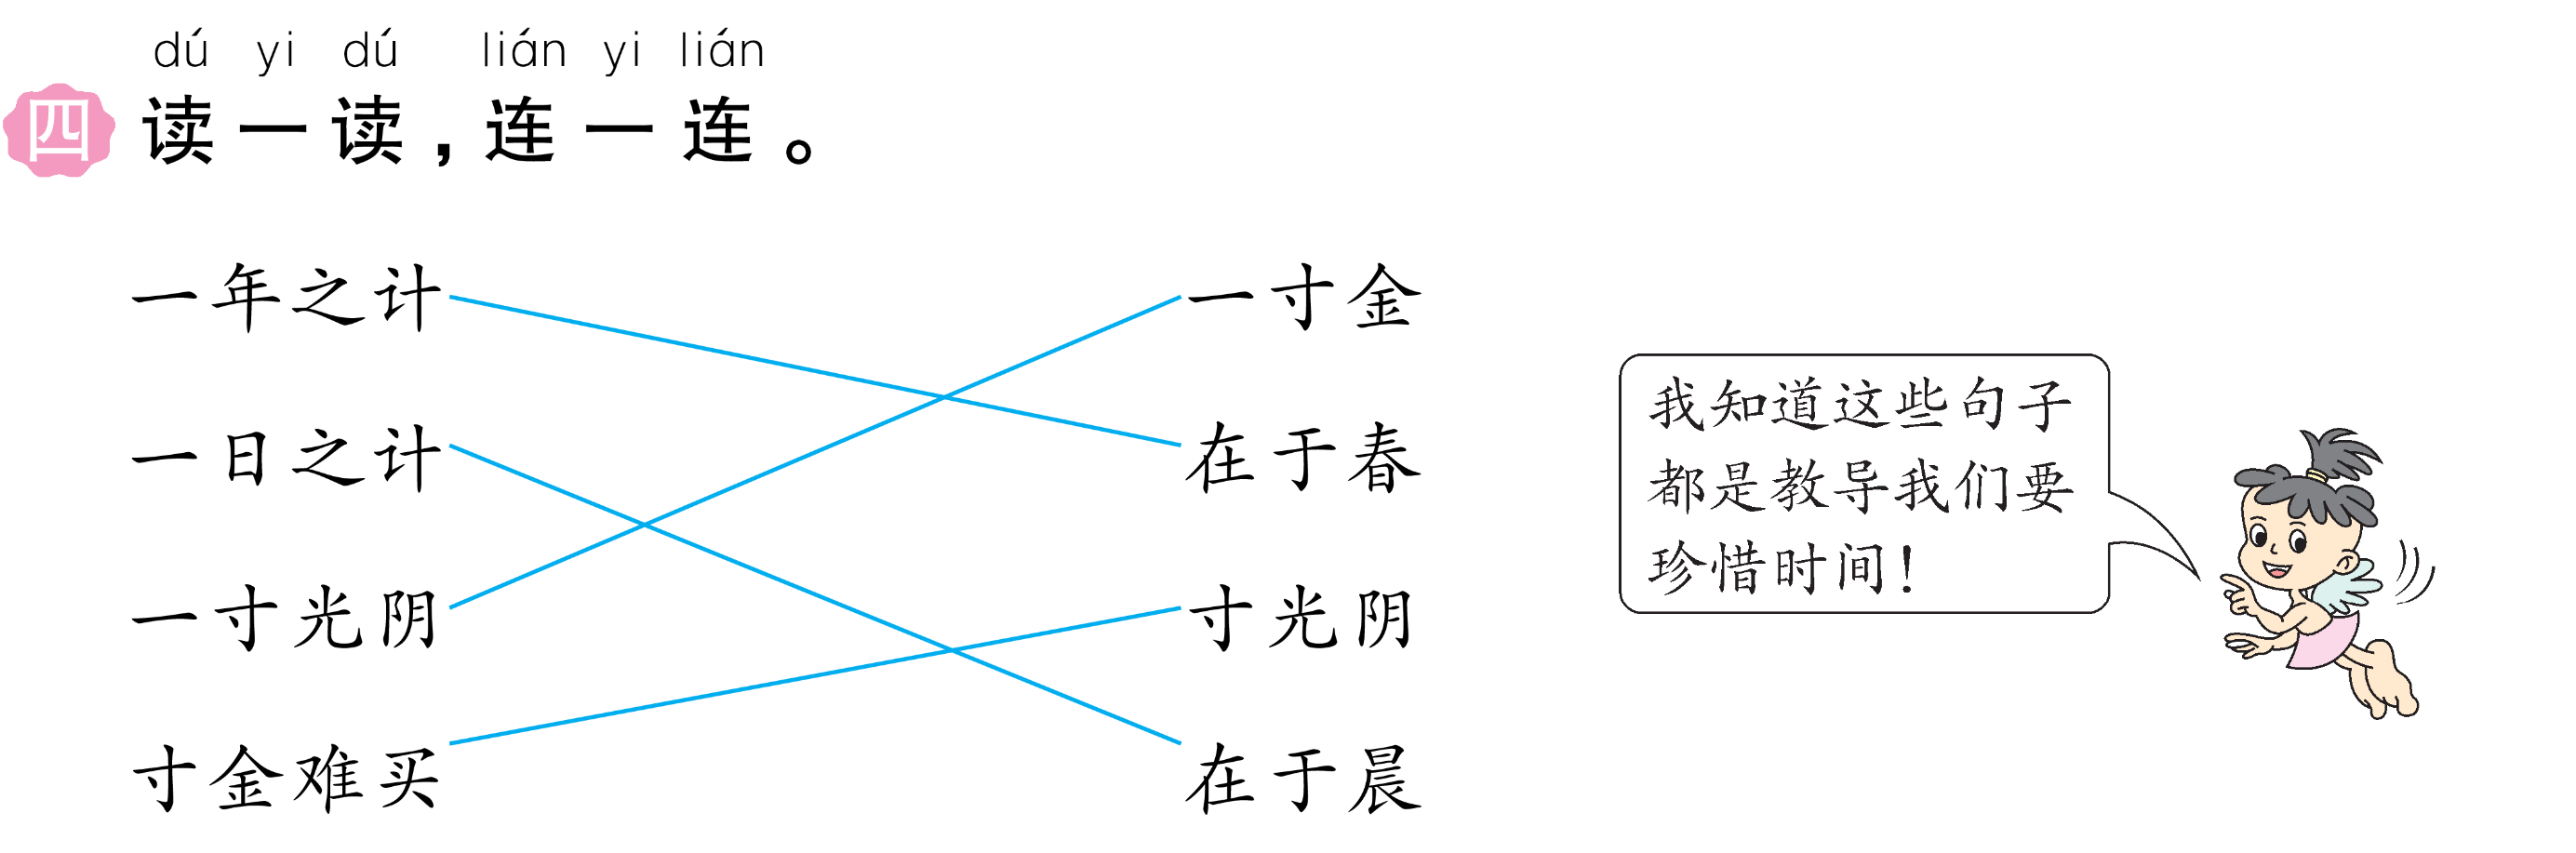 dú yi dú lián yi lián
四 读一读，连一连。
一年之计 一寸金
一日之计 在于春
一寸光阴 寸光阴
寸金难买 在于晨
我知道这些句子
都是教导我们要
珍惜时间！